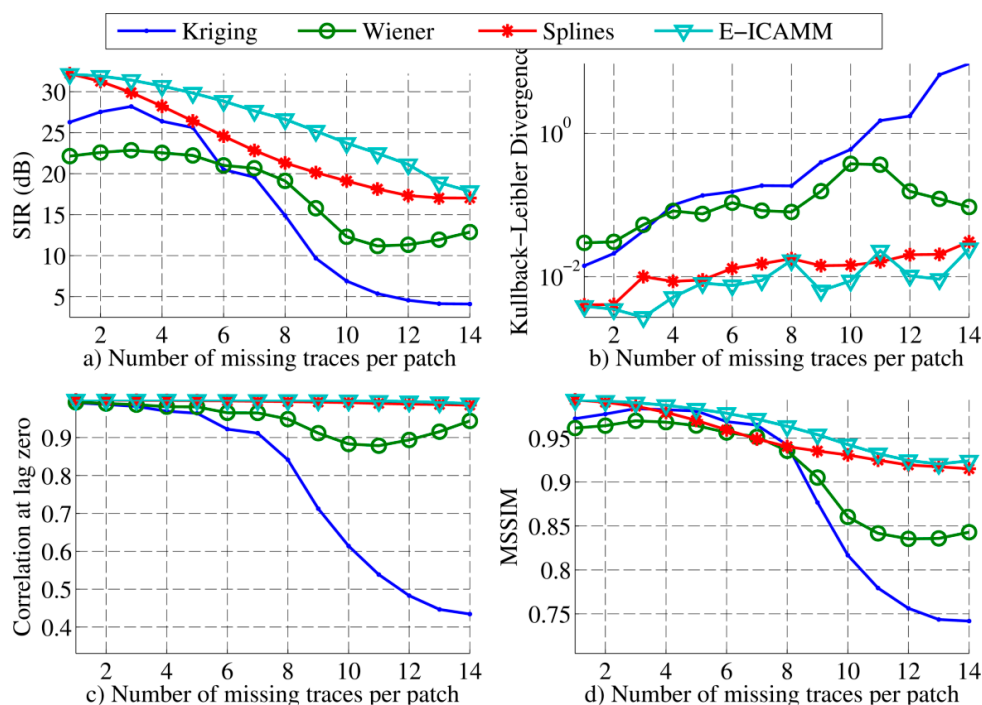 Kriging Wiener Splines E-ICAMM
SIR (dB)
30
25
20
15
10
5
2 4 6 8 10 12 14
a) Number of missing traces per patch
Kullback-Leibler Divergence
10^0
10^-2
2 4 6 8 10 12 14
b) Number of missing traces per patch
Correlation at lag zero
0.9
0.8
0.7
0.6
0.5
0.4
2 4 6 8 10 12 14
c) Number of missing traces per patch
MSSIM
0.95
0.9
0.85
0.8
0.75
2 4 6 8 10 12 14
d) Number of missing traces per patch